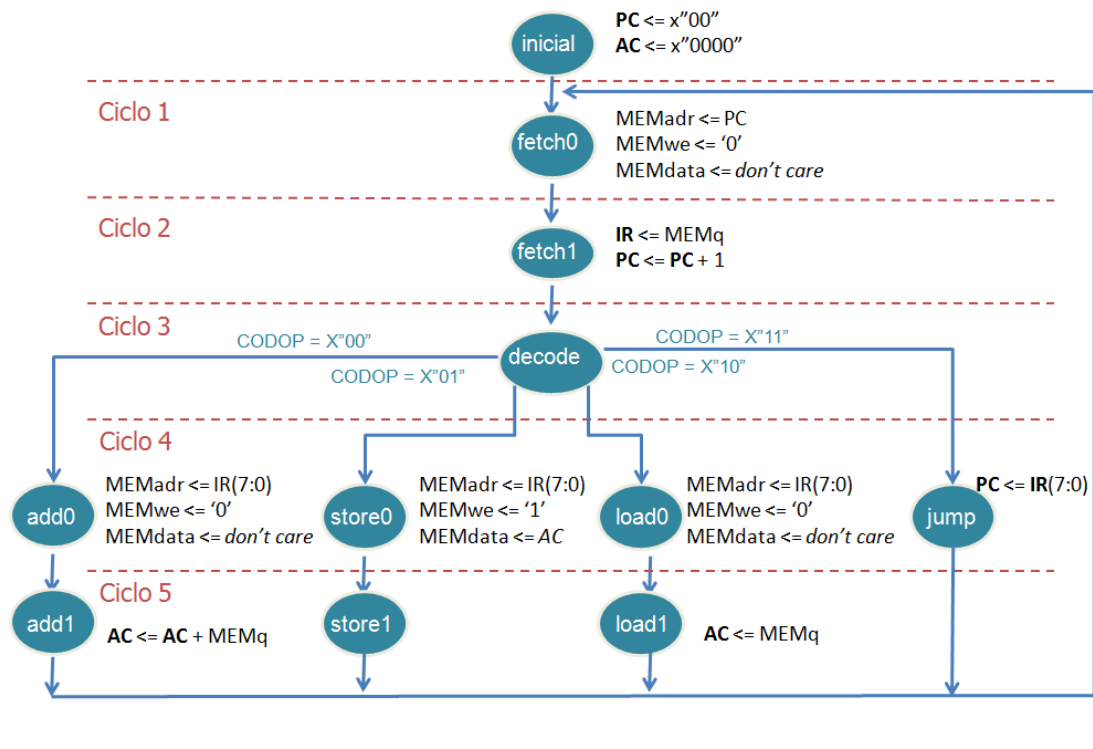 inicial
PC <= x”00”
AC <= x”0000”
Ciclo 1
fetch0
MEMadr <= PC
MEMwe <= ‘0’
MEMdata <= don’t care
Ciclo 2
fetch1
IR <= MEMq
PC <= PC + 1
Ciclo 3
decode
CODOP = X”00”
CODOP = X”01”
CODOP = X”11”
CODOP = X”10”
Ciclo 4
add0
MEMadr <= IR(7:0)
MEMwe <= ‘0’
MEMdata <= don’t care
store0
MEMadr <= IR(7:0)
MEMwe <= ‘1’
MEMdata <= AC
load0
MEMadr <= IR(7:0)
MEMwe <= ‘0’
MEMdata <= don’t care
jump
PC <= IR(7:0)
Ciclo 5
add1
AC <= AC + MEMq
store1
load1
AC <= MEMq